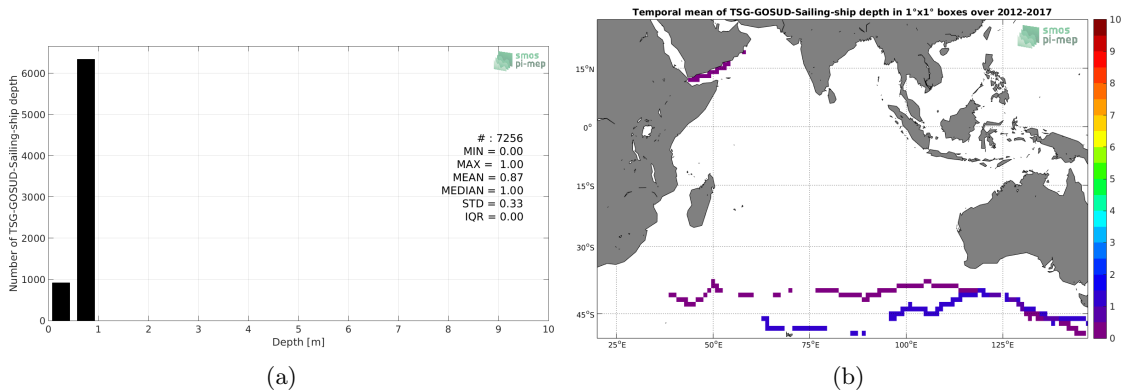 smos
pi-mep
6000
5000
4000
3000
2000
1000
0
Number of TSG-GOSUD-Sailing-ship depth
# : 7256
MIN = 0.00
MAX = 1.00
MEAN = 0.87
MEDIAN = 1.00
STD = 0.33
IQR = 0.00
0 1 2 3 4 5 6 7 8 9 10
Depth [m]
(a)
Temporal mean of TSG-GOSUD-Sailing-ship depth in 1°x1° boxes over 2012-2017
smos
pi-mep
15°N
0°
15°S
30°S
45°S
25°E 50°E 75°E 100°E 125°E
10
9
8
7
6
5
4
3
2
1
0
(b)